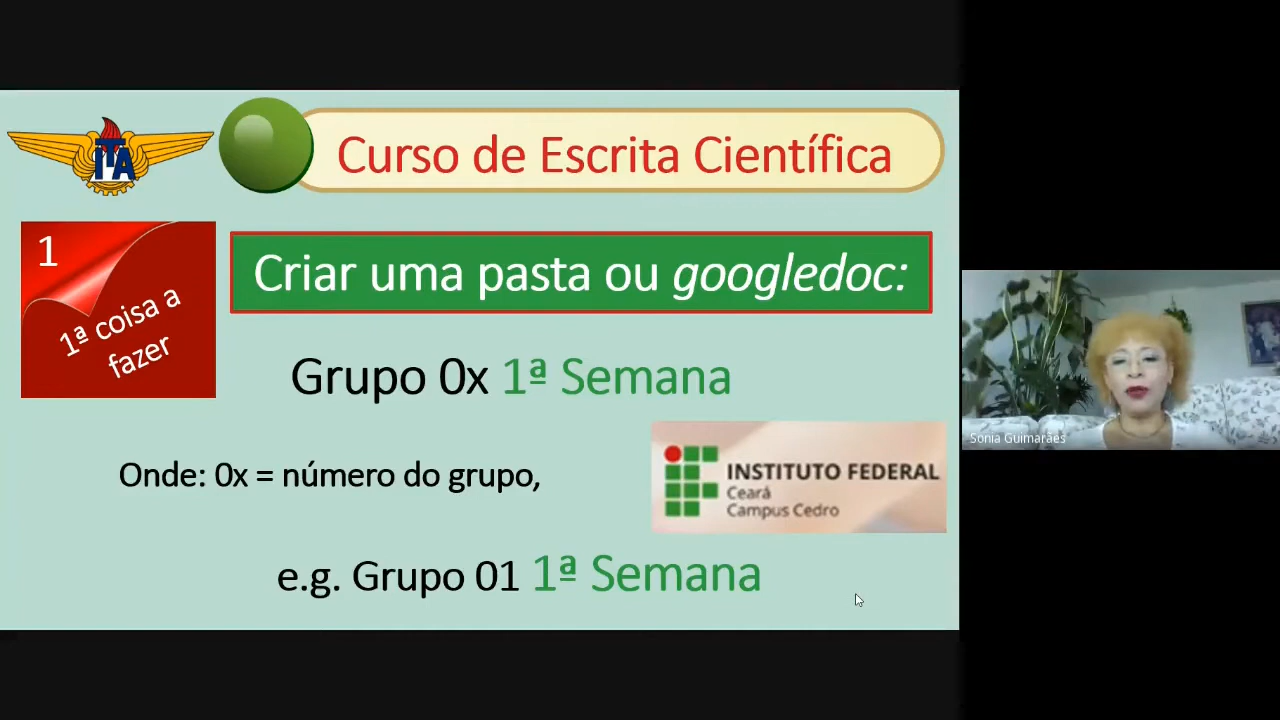 ITA
Curso de Escrita Científica
1
1ª coisa a
fazer
Criar uma pasta ou googledoc:
Grupo 0x 1ª Semana
Onde: 0x = número do grupo,
INSTITUTO FEDERAL
Ceará
Campus Cedro
e.g. Grupo 01 1ª Semana
Sonia Guimarães